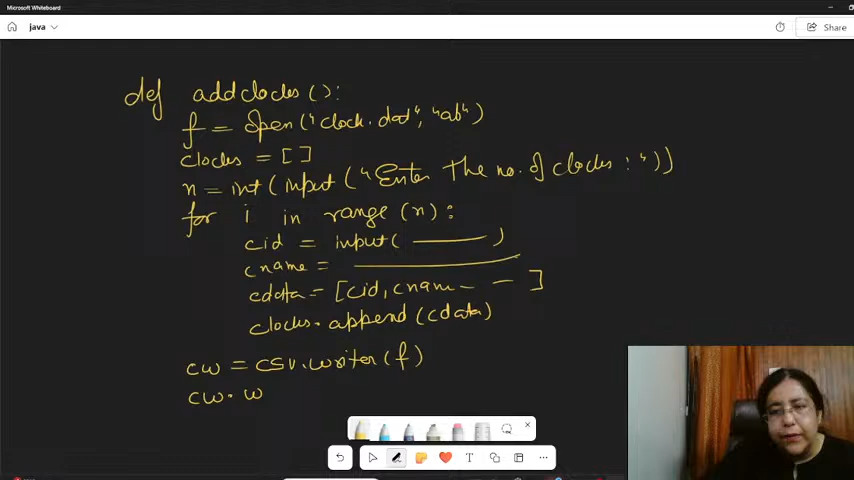 Microsoft Whiteboard
java
Share
def addclocks():
f = open("clock.dat","ab")
clocks = []
n = int(input("Enter the no. of clocks : "))
for i in range(n):
cid = input( )
cname =
cdata = [cid, cnam - - ]
clocks.append(cdata)
cw = csv.writer(f)
cw.w
T